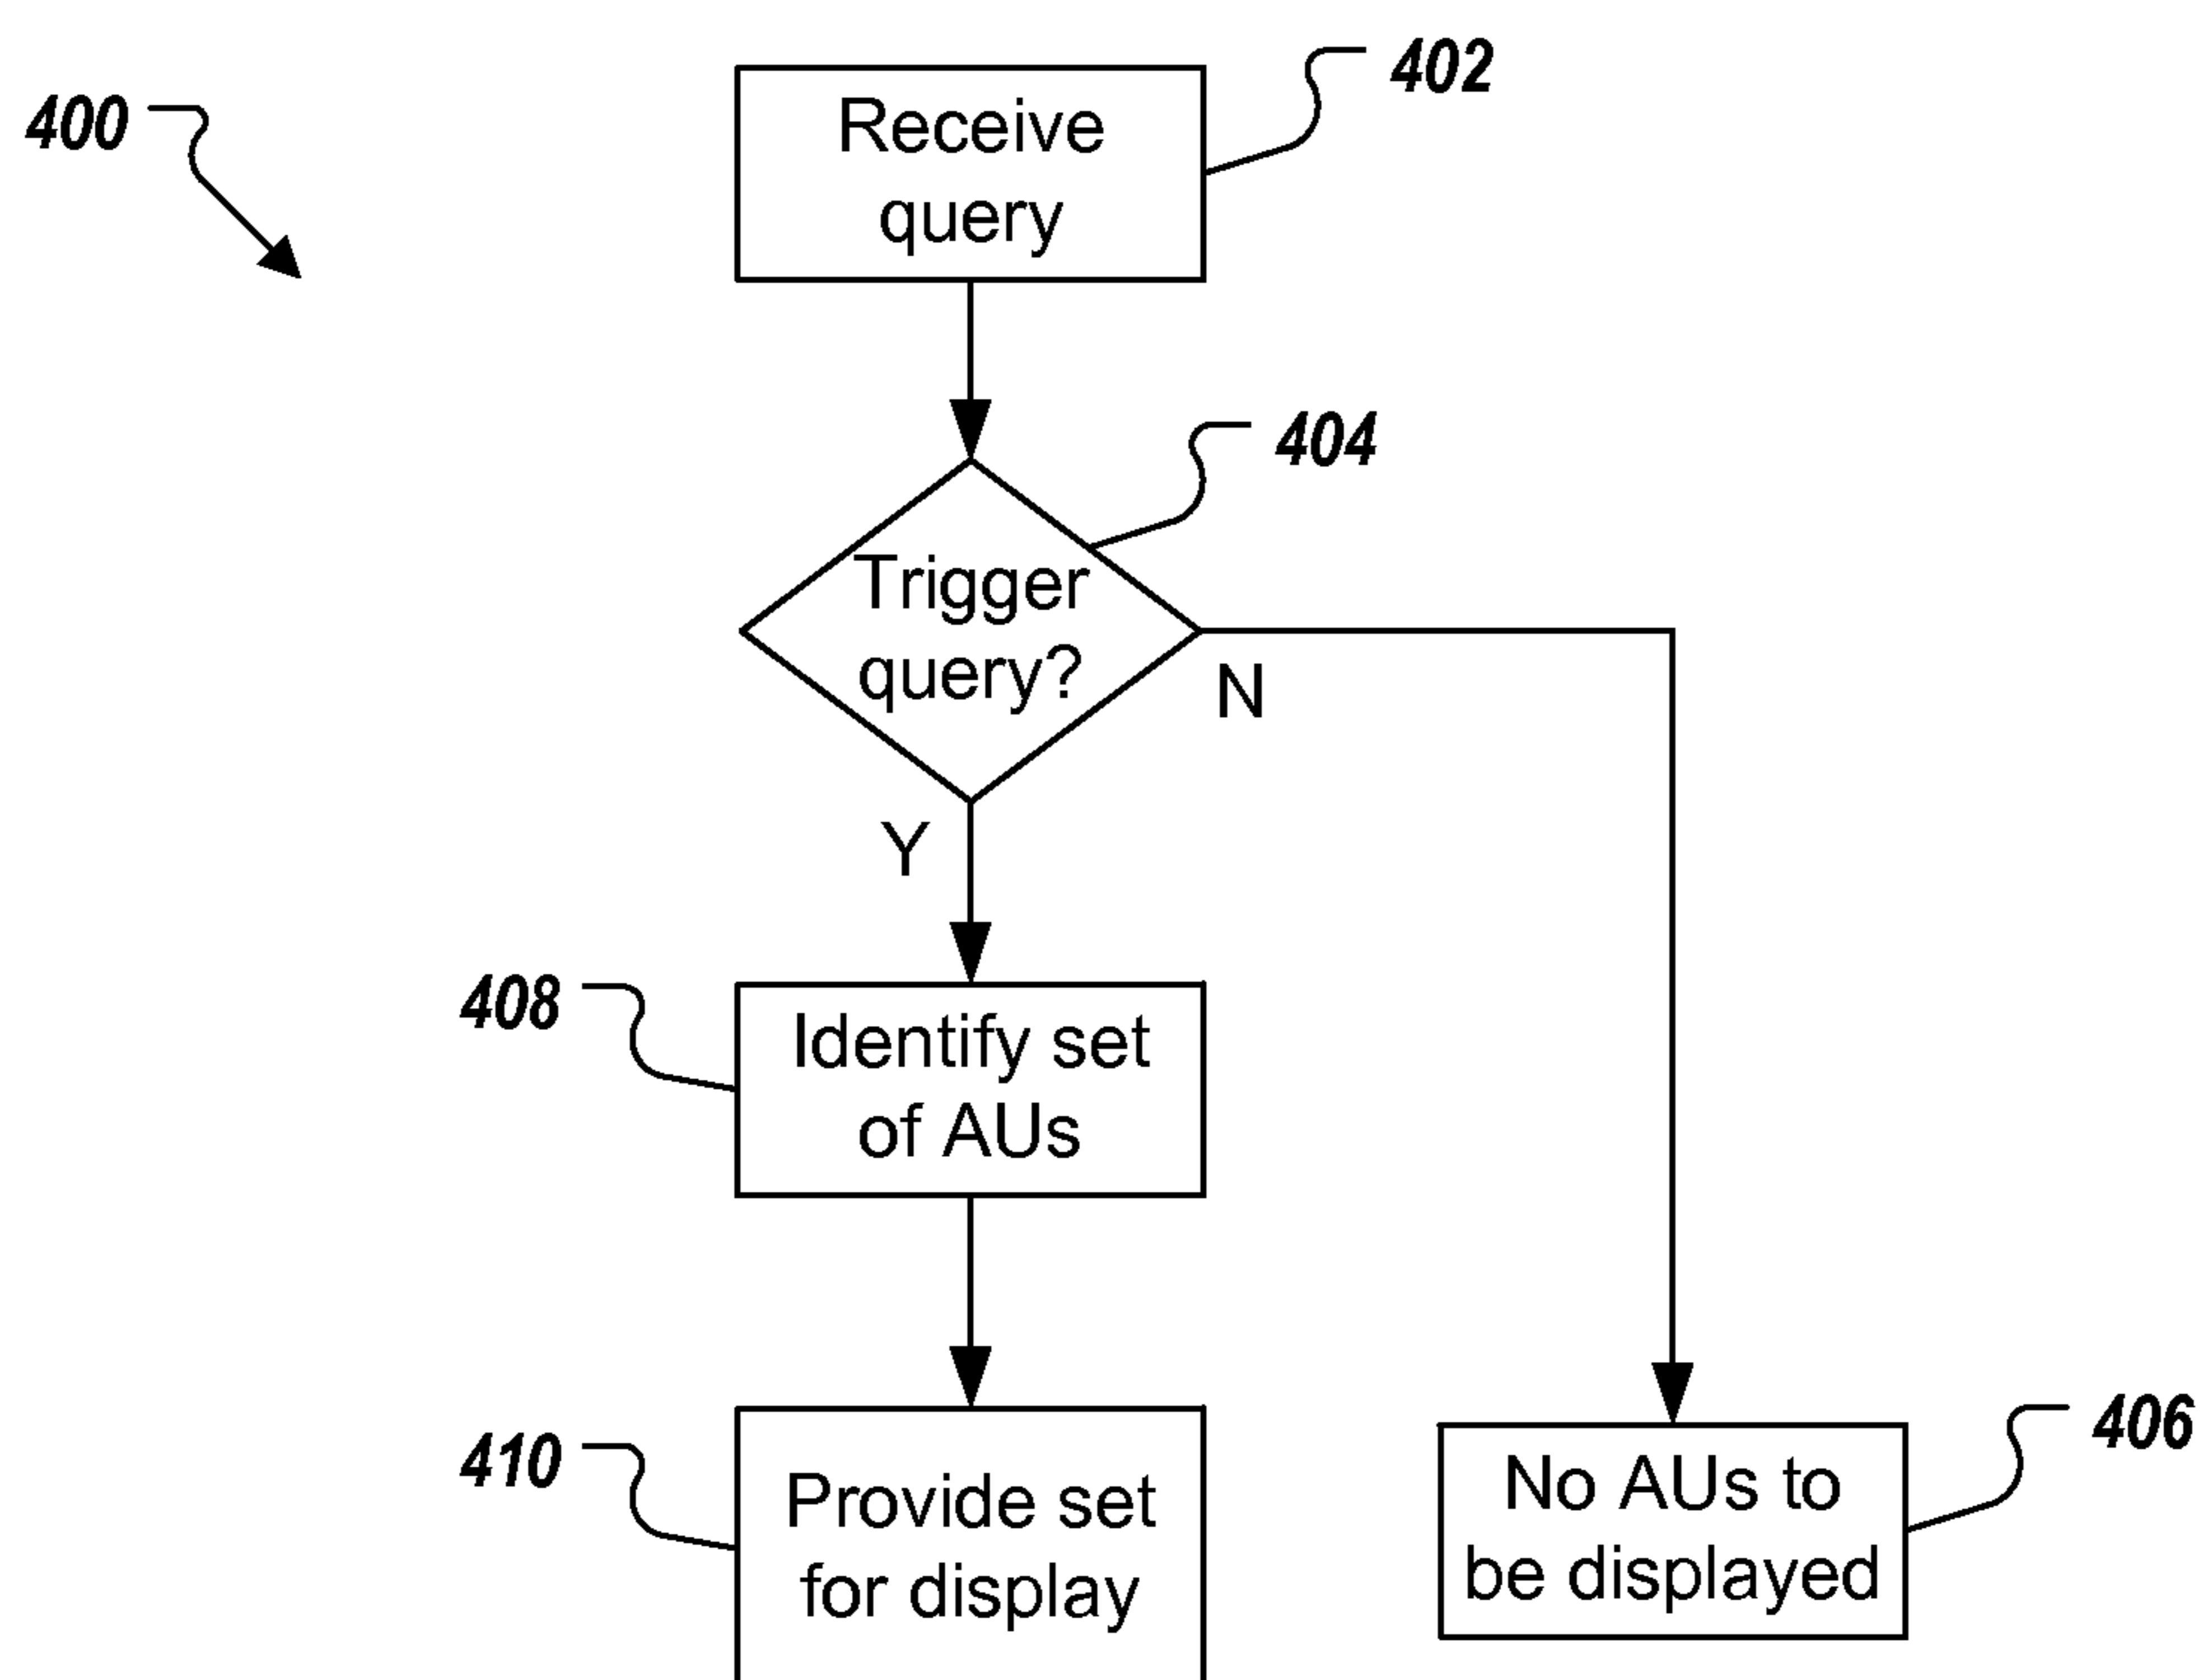 400
402
Receive
query
404
Trigger
query?
N
Y
408
Identify set
of AUs
410
Provide set
for display
406
No AUs to
be displayed